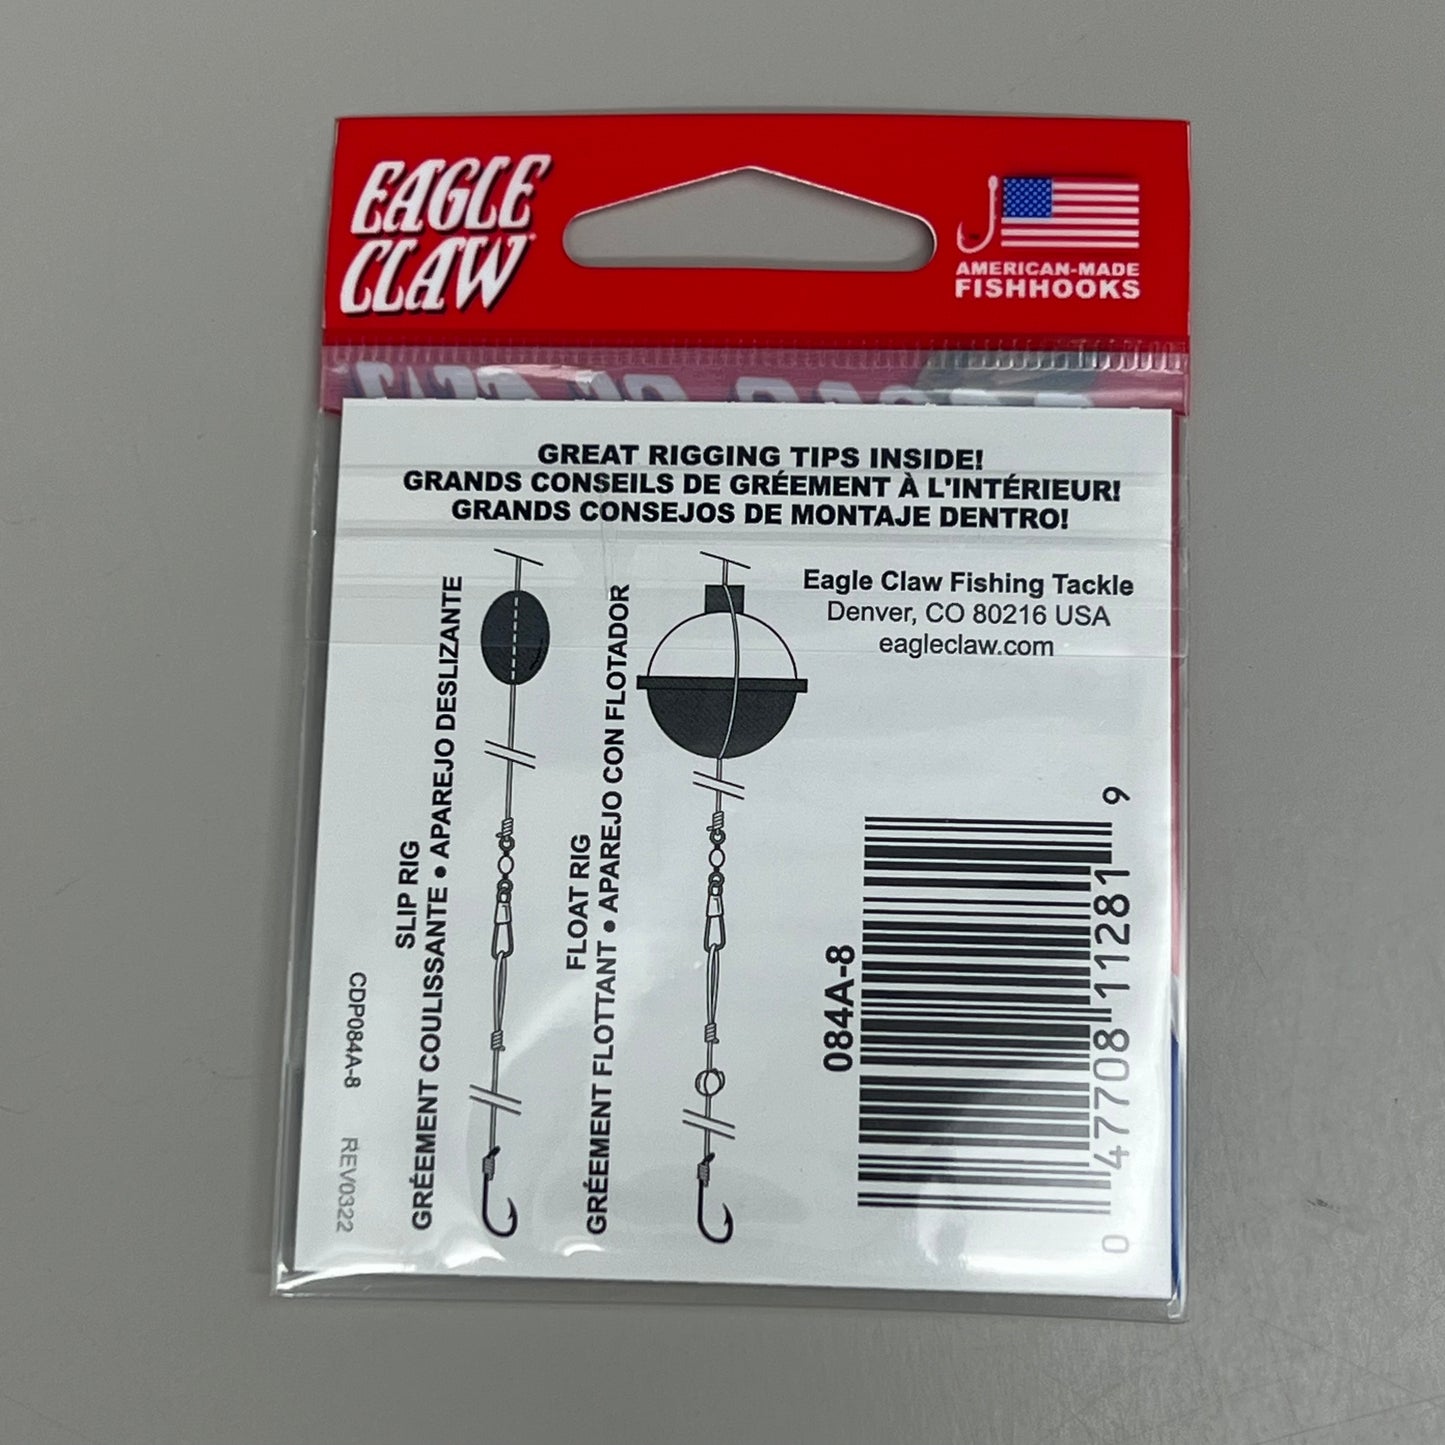 EAGLE
CLAW
AMERICAN-MADE
FISHHOOKS
GREAT RIGGING TIPS INSIDE!
GRANDS CONSEILS DE GRÉEMENT À L'INTÉRIEUR!
GRANDS CONSEJOS DE MONTAJE DENTRO!
Eagle Claw Fishing Tackle
Denver, CO 80216 USA
eagleclaw.com
SLIP RIG
GRÉEMENT COULISSANTE • APAREJO DESLIZANTE
FLOAT RIG
GRÉEMENT FLOTTANT • APAREJO CON FLOTADOR
CDP084A-8 REV0322
084A-8
0 47708 11281 9